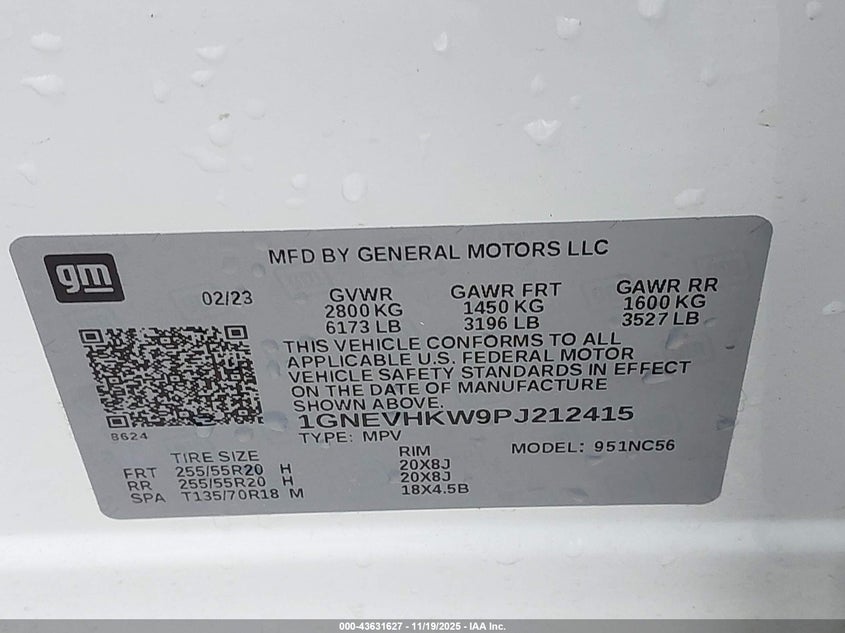 gm
MFD BY GENERAL MOTORS LLC
02/23
GVWR GAWR FRT GAWR RR
2800 KG 1450 KG 1600 KG
6173 LB 3196 LB 3527 LB
THIS VEHICLE CONFORMS TO ALL
APPLICABLE U.S. FEDERAL MOTOR
VEHICLE SAFETY STANDARDS IN EFFECT
ON THE DATE OF MANUFACTURE
SHOWN ABOVE.
1GNEVHKW9PJ212415
8624
TYPE: MPV MODEL: 951NC56
TIRE SIZE RIM
FRT 255/55R20 H 20X8J
RR 255/55R20 H 20X8J
SPA T135/70R18 M 18X4.5B
000-43631627 - 11/19/2025 - IAA Inc.